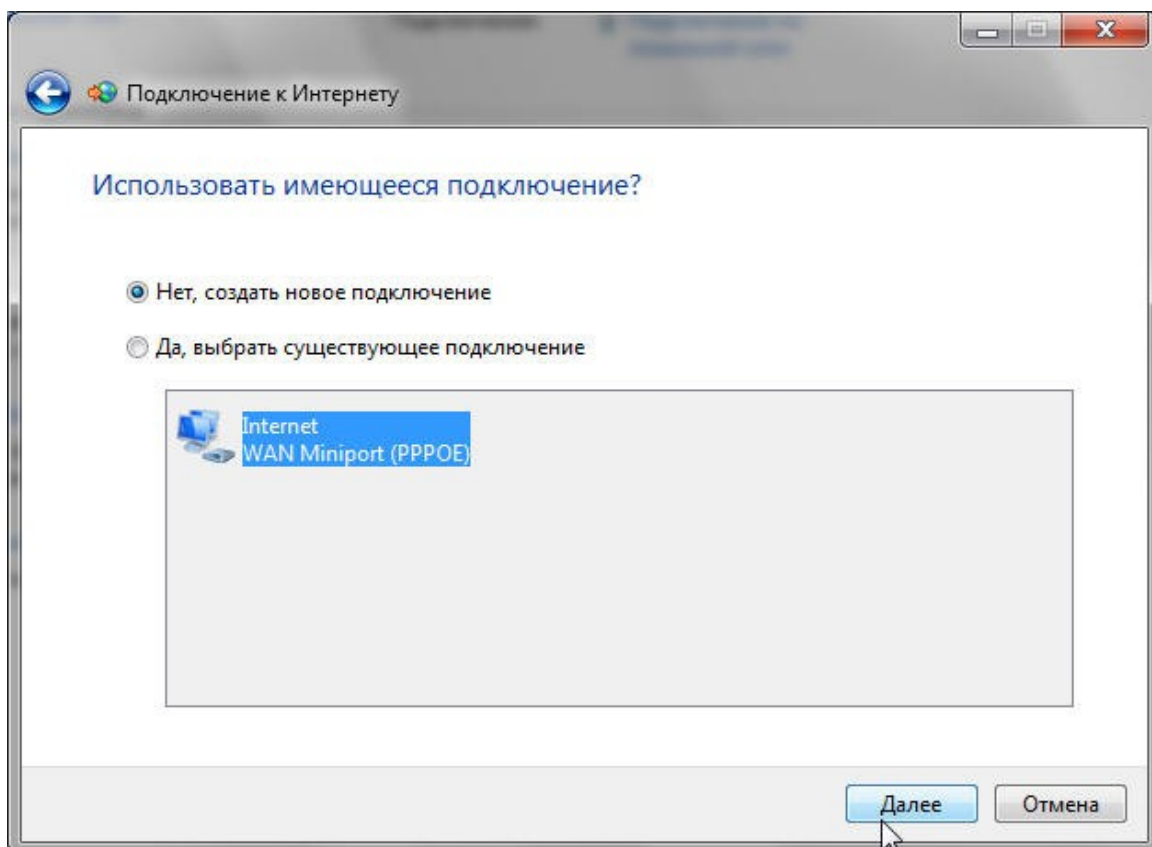 Подключение к Интернету
Использовать имеющееся подключение?
Нет, создать новое подключение
Да, выбрать существующее подключение
Internet
WAN Miniport (PPPOE)
Далее
Отмена